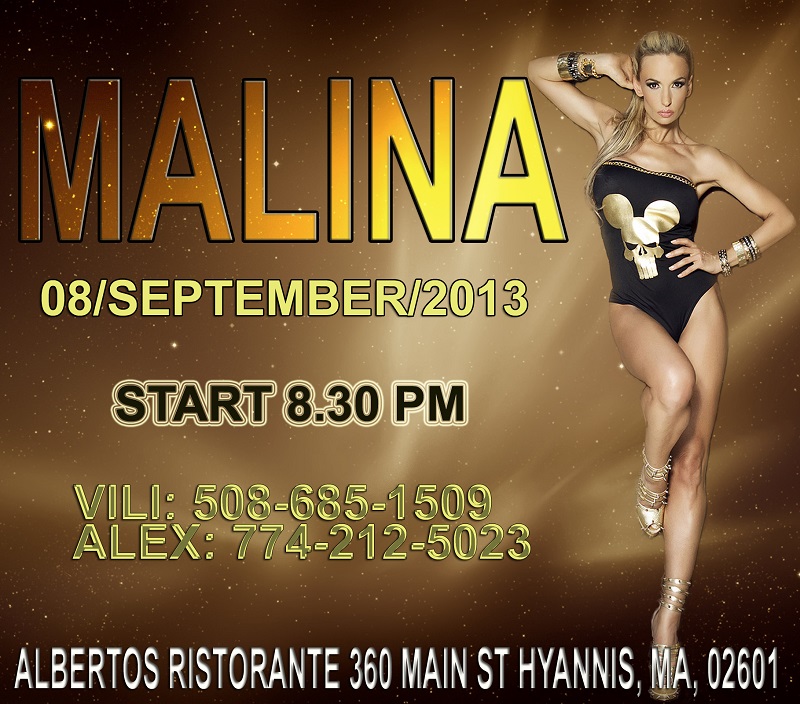 MALINA
08/SEPTEMBER/2013
START 8.30 PM
VILI: 508-685-1509
ALEX: 774-212-5023
ALBERTOS RISTORANTE 360 MAIN ST HYANNIS, MA, 02601